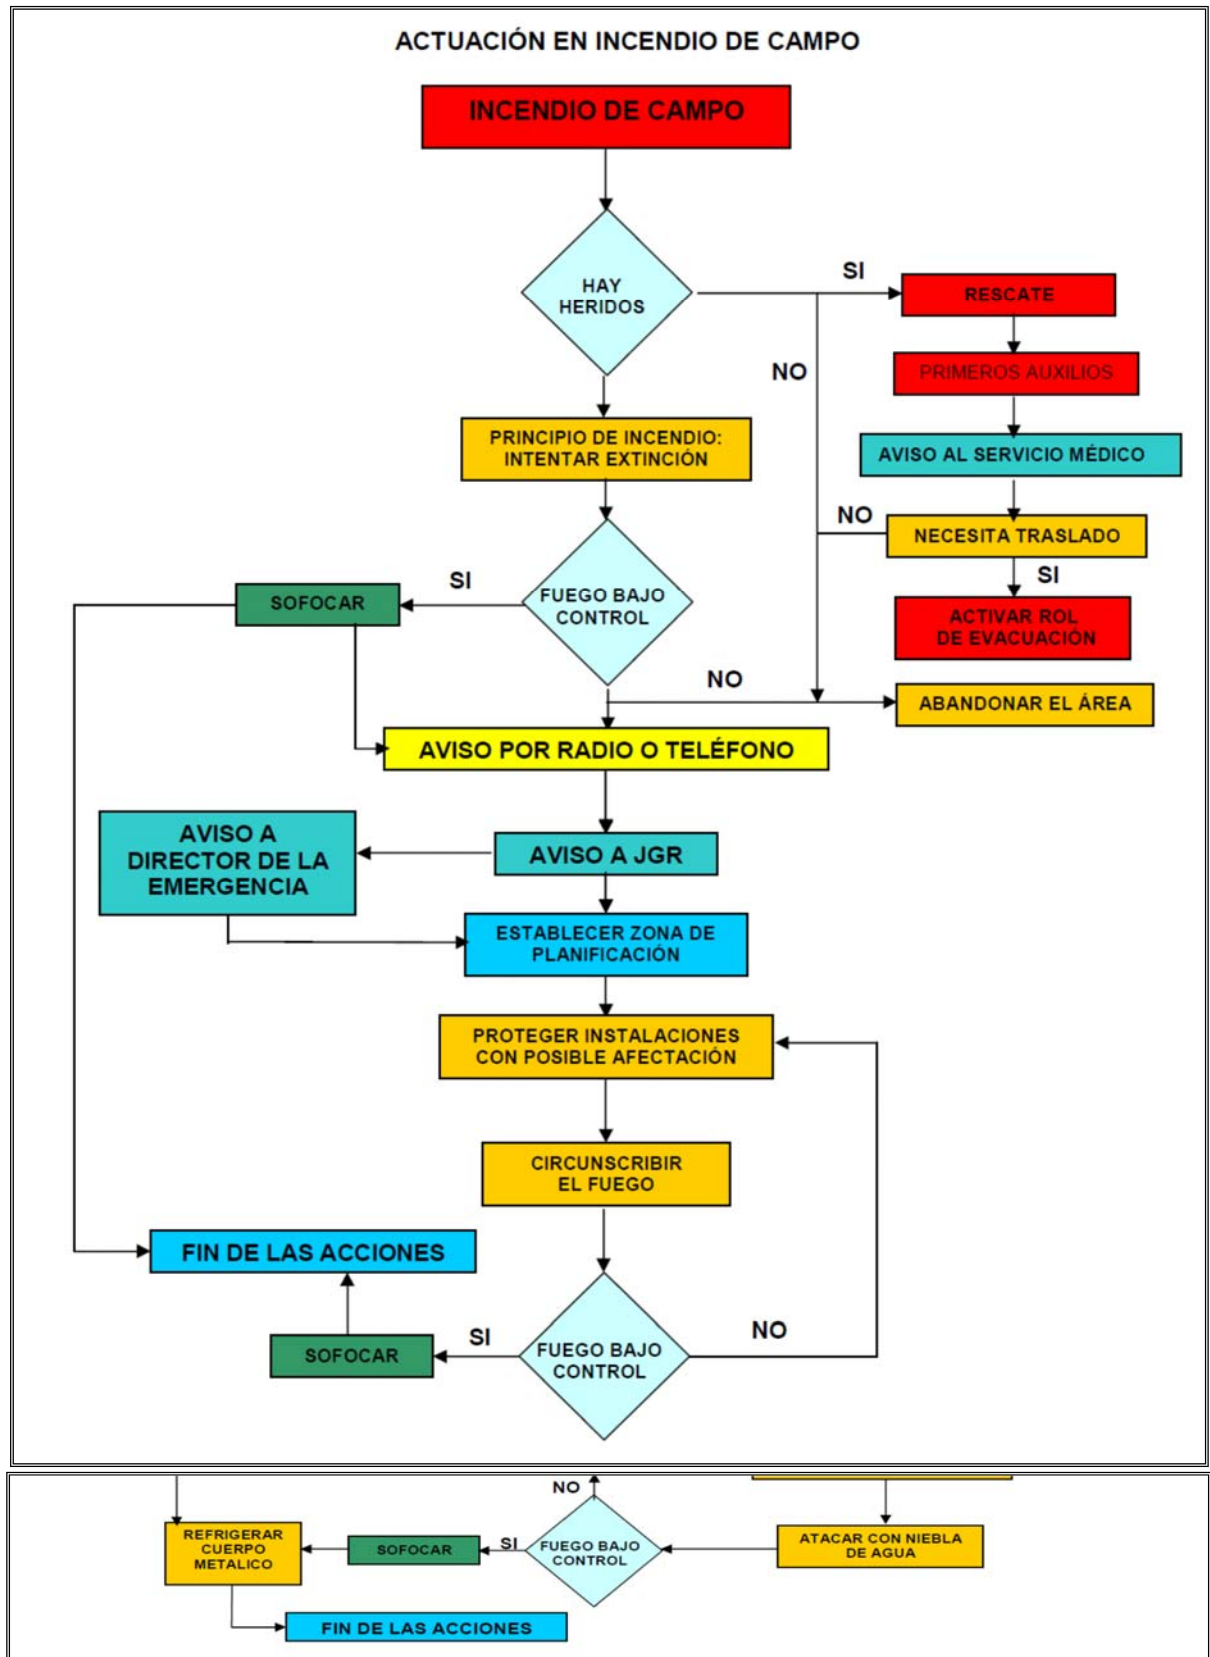 ACTUACIÓN EN INCENDIO DE CAMPO
INCENDIO DE CAMPO
HAY
HERIDOS
SI
RESCATE
NO
PRIMEROS AUXILIOS
PRINCIPIO DE INCENDIO:
INTENTAR EXTINCIÓN
AVISO AL SERVICIO MÉDICO
NO
NECESITA TRASLADO
SI
SI
SOFOCAR
FUEGO BAJO
CONTROL
ACTIVAR ROL
DE EVACUACIÓN
NO
ABANDONAR EL ÁREA
AVISO POR RADIO O TELÉFONO
AVISO A
DIRECTOR DE LA
EMERGENCIA
AVISO A JGR
ESTABLECER ZONA DE
PLANIFICACIÓN
PROTEGER INSTALACIONES
CON POSIBLE AFECTACIÓN
CIRCUNSCRIBIR
EL FUEGO
FIN DE LAS ACCIONES
SI
NO
SOFOCAR
FUEGO BAJO
CONTROL
NO
REFRIGERAR
CUERPO
METALICO
SOFOCAR
SI
FUEGO BAJO
CONTROL
ATACAR CON NIEBLA
DE AGUA
FIN DE LAS ACCIONES